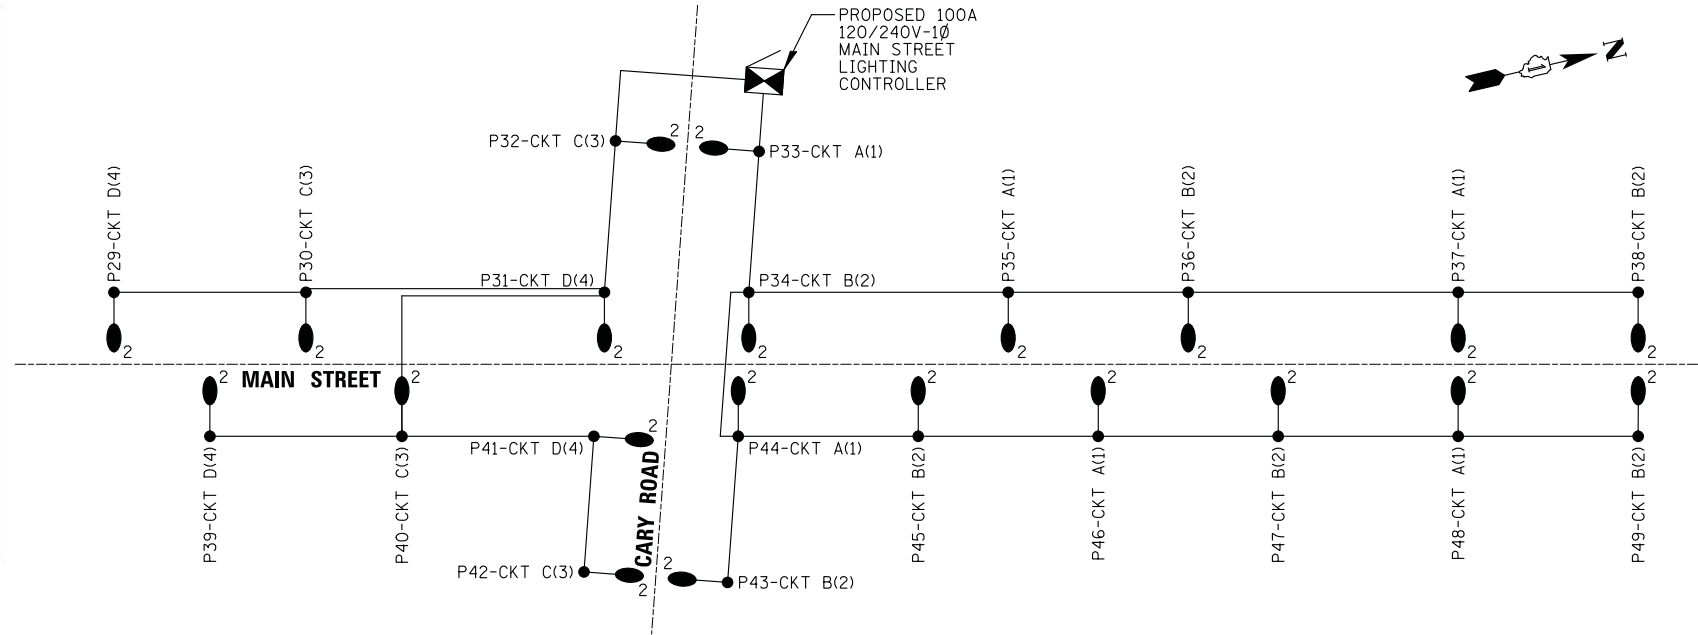 PROPOSED 100A
120/240V-1Ø
MAIN STREET
LIGHTING
CONTROLLER
N
P32-CKT C(3)
2
2
P33-CKT A(1)
P29-CKT D(4)
P30-CKT C(3)
P31-CKT D(4)
P34-CKT B(2)
P35-CKT A(1)
P36-CKT B(2)
P37-CKT A(1)
P38-CKT B(2)
2
2
2
2
2
2
2
2
2
MAIN STREET
2
2
2
2
2
2
2
2
P39-CKT D(4)
P40-CKT C(3)
P41-CKT D(4)
2
CARY ROAD
P44-CKT A(1)
P45-CKT B(2)
P46-CKT A(1)
P47-CKT B(2)
P48-CKT A(1)
P49-CKT B(2)
P42-CKT C(3)
2
2
P43-CKT B(2)